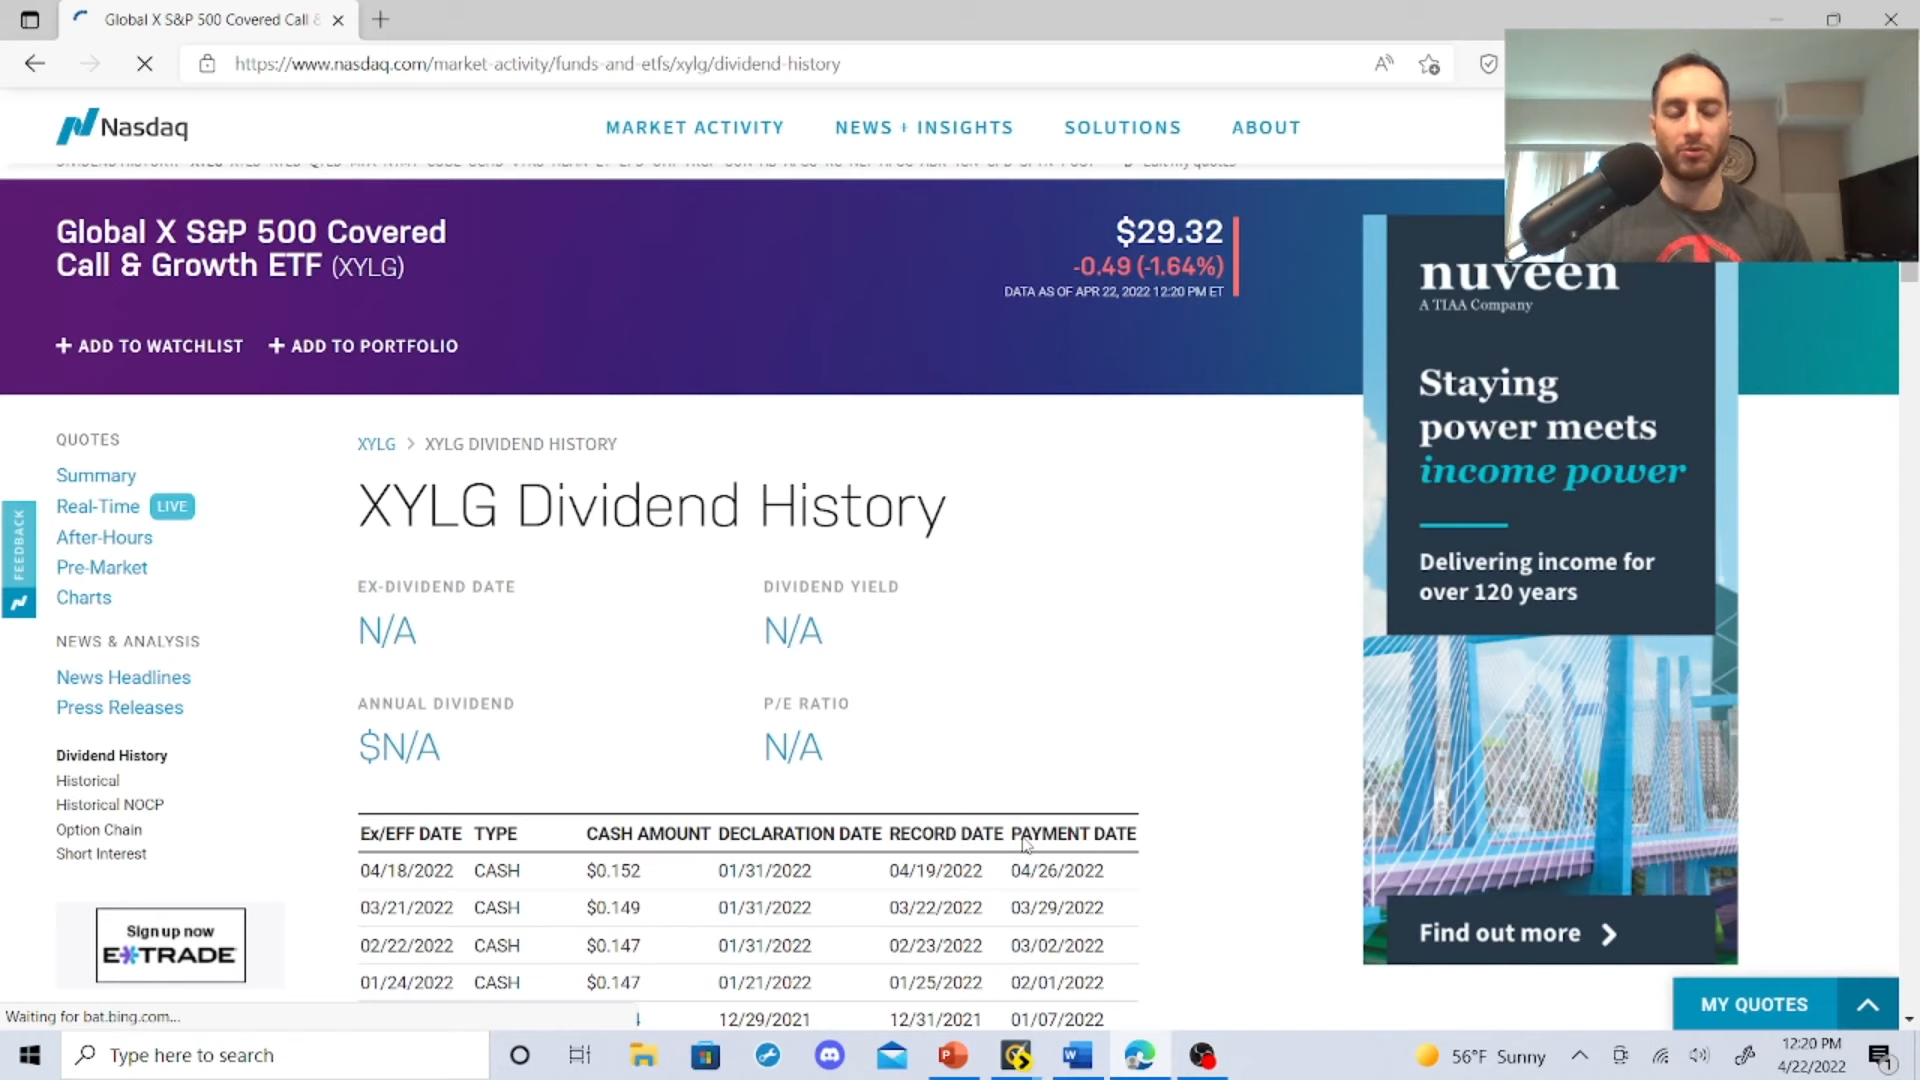 Global X S&P 500 Covered Call &
https://www.nasdaq.com/market-activity/funds-and-etfs/xylg/dividend-history
Nasdaq
MARKET ACTIVITY
NEWS + INSIGHTS
SOLUTIONS
ABOUT
Global X S&P 500 Covered
Call & Growth ETF (XYLG)
$29.32
-0.49 (-1.64%)
DATA AS OF APR 22, 2022 12:20 PM ET
+ ADD TO WATCHLIST
+ ADD TO PORTFOLIO
nuveen
A TIAA Company
Staying
power meets
income power
Delivering income for
over 120 years
Find out more
FEEDBACK
QUOTES
Summary
Real-Time LIVE
After-Hours
Pre-Market
Charts
NEWS & ANALYSIS
News Headlines
Press Releases
Dividend History
Historical
Historical NOCP
Option Chain
Short Interest
Sign up now
E*TRADE
XYLG > XYLG DIVIDEND HISTORY
XYLG Dividend History
EX-DIVIDEND DATE
N/A
DIVIDEND YIELD
N/A
ANNUAL DIVIDEND
$N/A
P/E RATIO
N/A
Ex/EFF DATE TYPE CASH AMOUNT DECLARATION DATE RECORD DATE PAYMENT DATE
04/18/2022 CASH $0.152 01/31/2022 04/19/2022 04/26/2022
03/21/2022 CASH $0.149 01/31/2022 03/22/2022 03/29/2022
02/22/2022 CASH $0.147 01/31/2022 02/23/2022 03/02/2022
01/24/2022 CASH $0.147 01/21/2022 01/25/2022 02/01/2022
12/29/2021 12/31/2021 01/07/2022
MY QUOTES
Waiting for bat.bing.com...
Type here to search
56°F Sunny
12:20 PM
4/22/2022
1